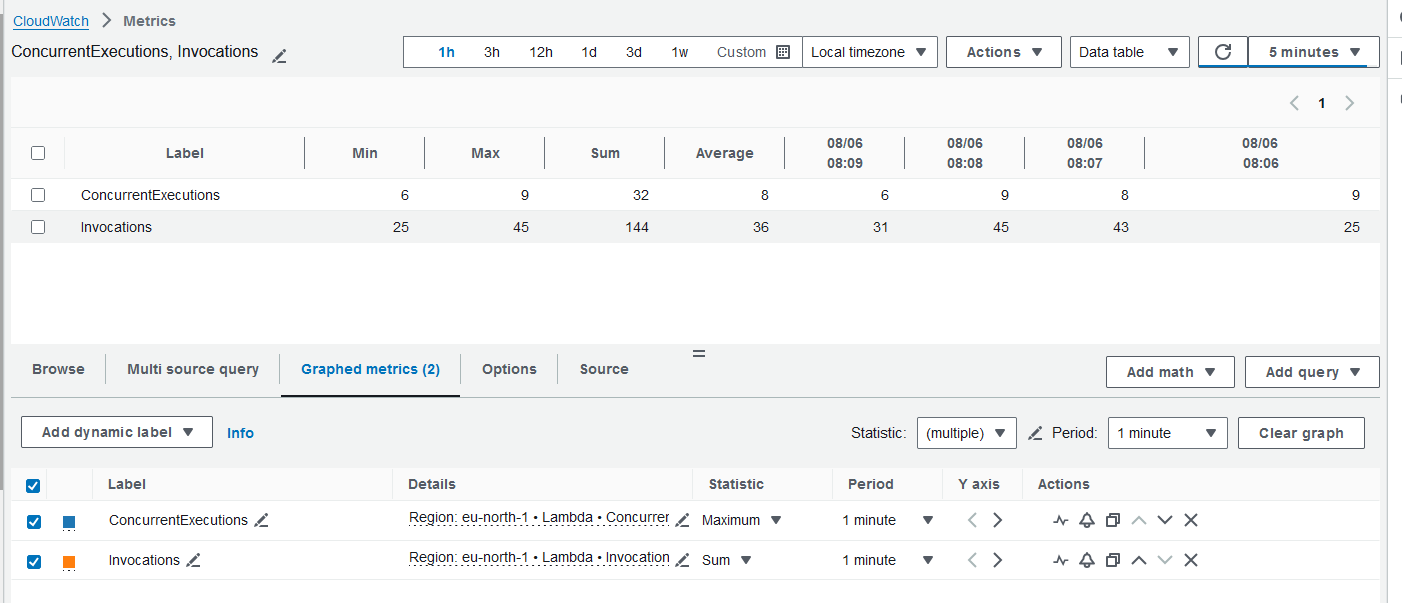 CloudWatch > Metrics
ConcurrentExecutions, Invocations
1h 3h 12h 1d 3d 1w Custom Local timezone Actions Data table 5 minutes
1
Label Min Max Sum Average 08/06 08:09 08/06 08:08 08/06 08:07 08/06 08:06
ConcurrentExecutions 6 9 32 8 6 9 8 9
Invocations 25 45 144 36 31 45 43 25
Browse Multi source query Graphed metrics (2) Options Source Add math Add query
Add dynamic label Info Statistic: (multiple) Period: 1 minute Clear graph
Label Details Statistic Period Y axis Actions
ConcurrentExecutions Region: eu-north-1 • Lambda • Concurrer Maximum 1 minute
Invocations Region: eu-north-1 • Lambda • Invocation Sum 1 minute